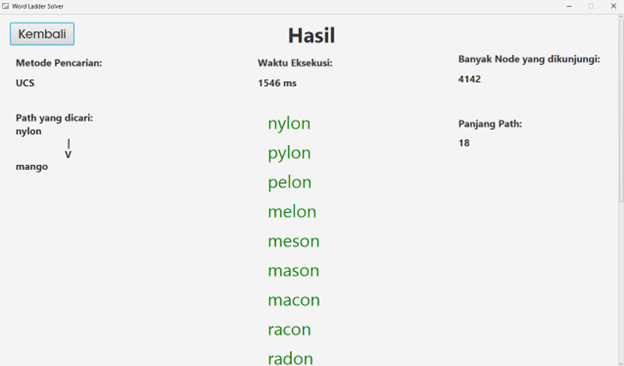 Word Ladder Solver
Kembali
Hasil
Metode Pencarian:
UCS
Waktu Eksekusi:
1546 ms
Banyak Node yang dikunjungi:
4142
Path yang dicari:
nylon
|
V
mango
Panjang Path:
18
nylon
pylon
pelon
melon
meson
mason
macon
racon
radon